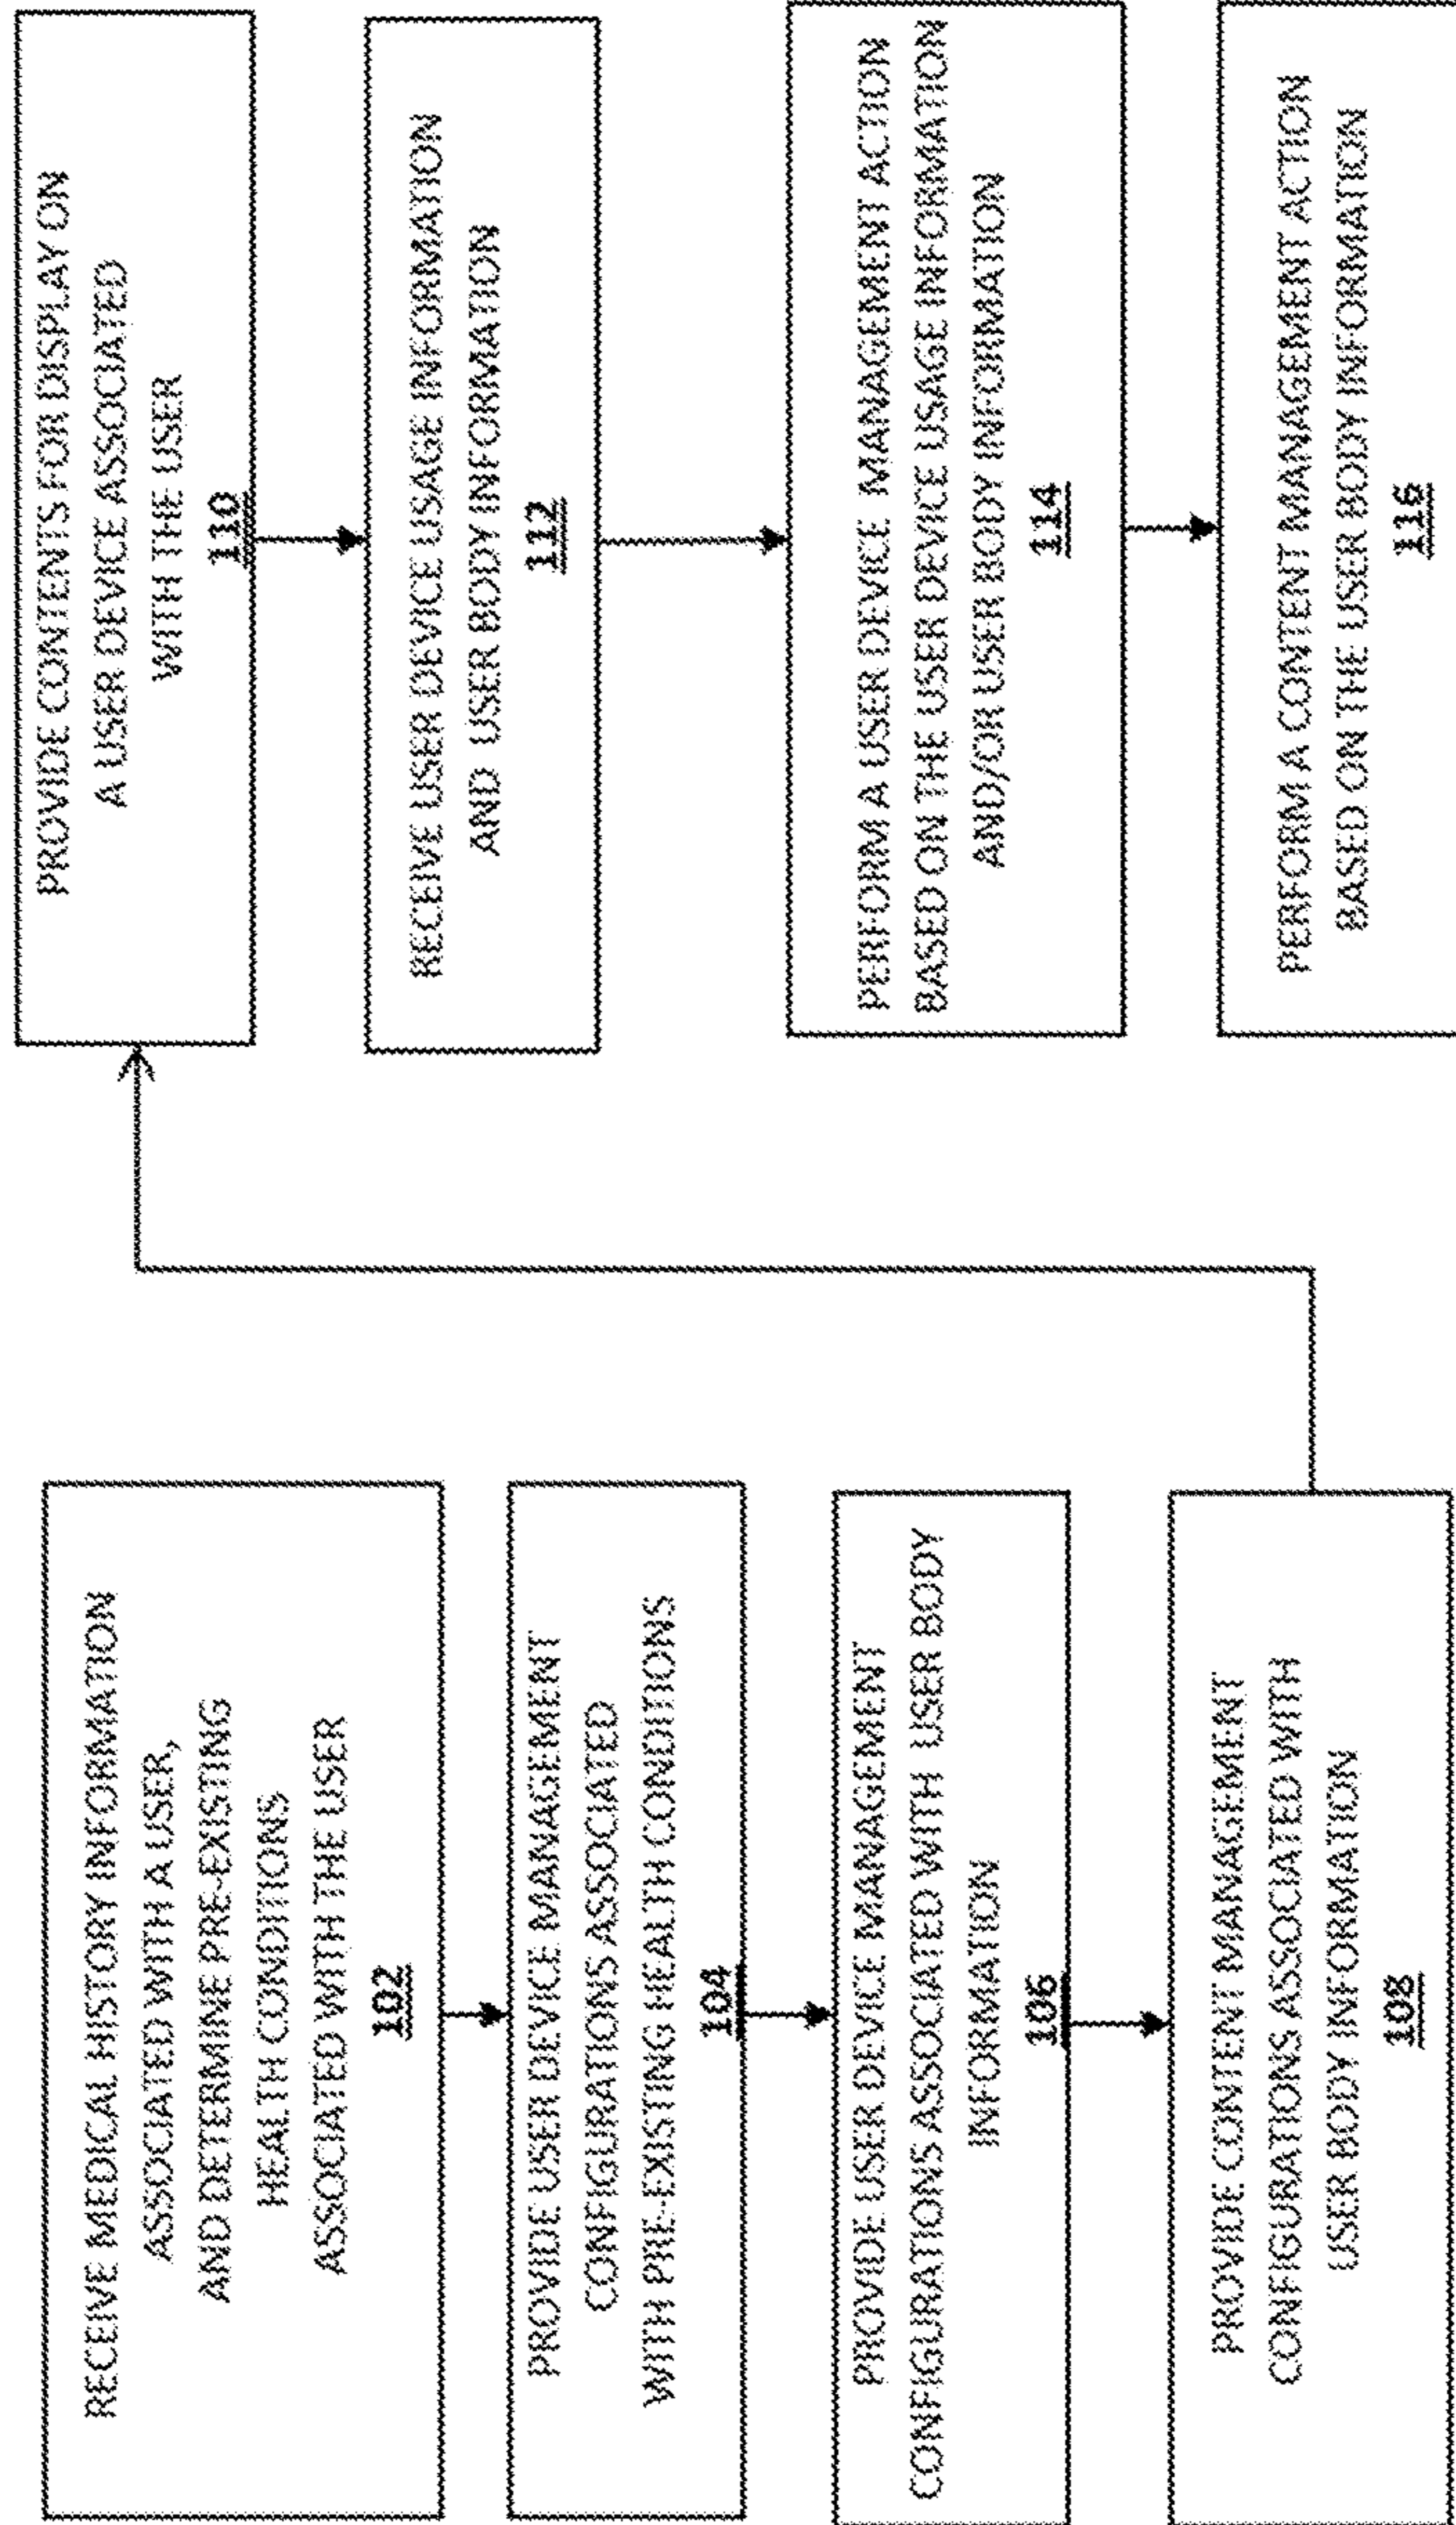 RECEIVE MEDICAL HISTORY INFORMATION
ASSOCIATED WITH A USER,
AND DETERMINE PRE-EXISTING
HEALTH CONDITIONS
ASSOCIATED WITH THE USER
102
PROVIDE USER DEVICE MANAGEMENT
CONFIGURATIONS ASSOCIATED
WITH PRE-EXISTING HEALTH CONDITIONS
104
PROVIDE USER DEVICE MANAGEMENT
CONFIGURATIONS ASSOCIATED WITH USER BODY
INFORMATION
106
PROVIDE CONTENT MANAGEMENT
CONFIGURATIONS ASSOCIATED WITH
USER BODY INFORMATION
108
PROVIDE CONTENTS FOR DISPLAY ON
A USER DEVICE ASSOCIATED
WITH THE USER
110
RECEIVE USER DEVICE USAGE INFORMATION
AND USER BODY INFORMATION
112
PERFORM A USER DEVICE MANAGEMENT ACTION
BASED ON THE USER DEVICE USAGE INFORMATION
AND/OR USER BODY INFORMATION
114
PERFORM A CONTENT MANAGEMENT ACTION
BASED ON THE USER BODY INFORMATION
116